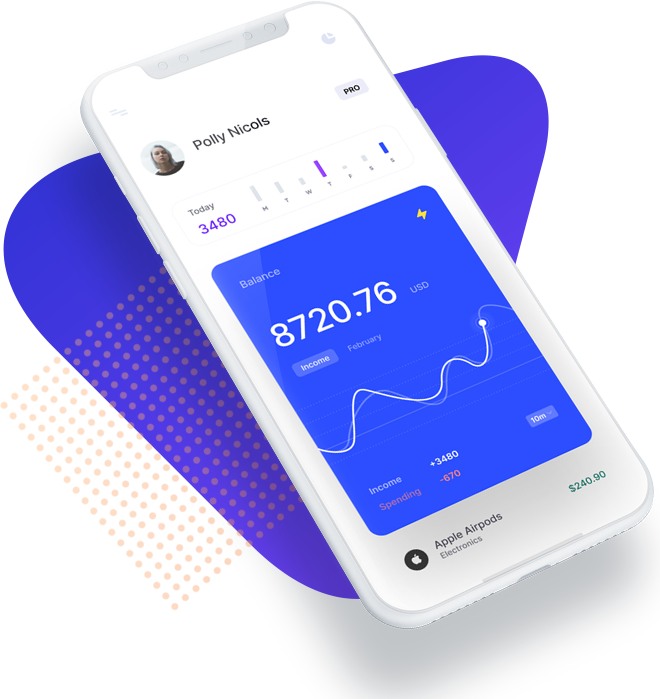 PRO
Polly Nicols
Today
3480
M T W T F S S
Balance
8720.76 USD
Income February
Income +3480
Spending -670
10m
Apple Airpods $240.90
Electronics